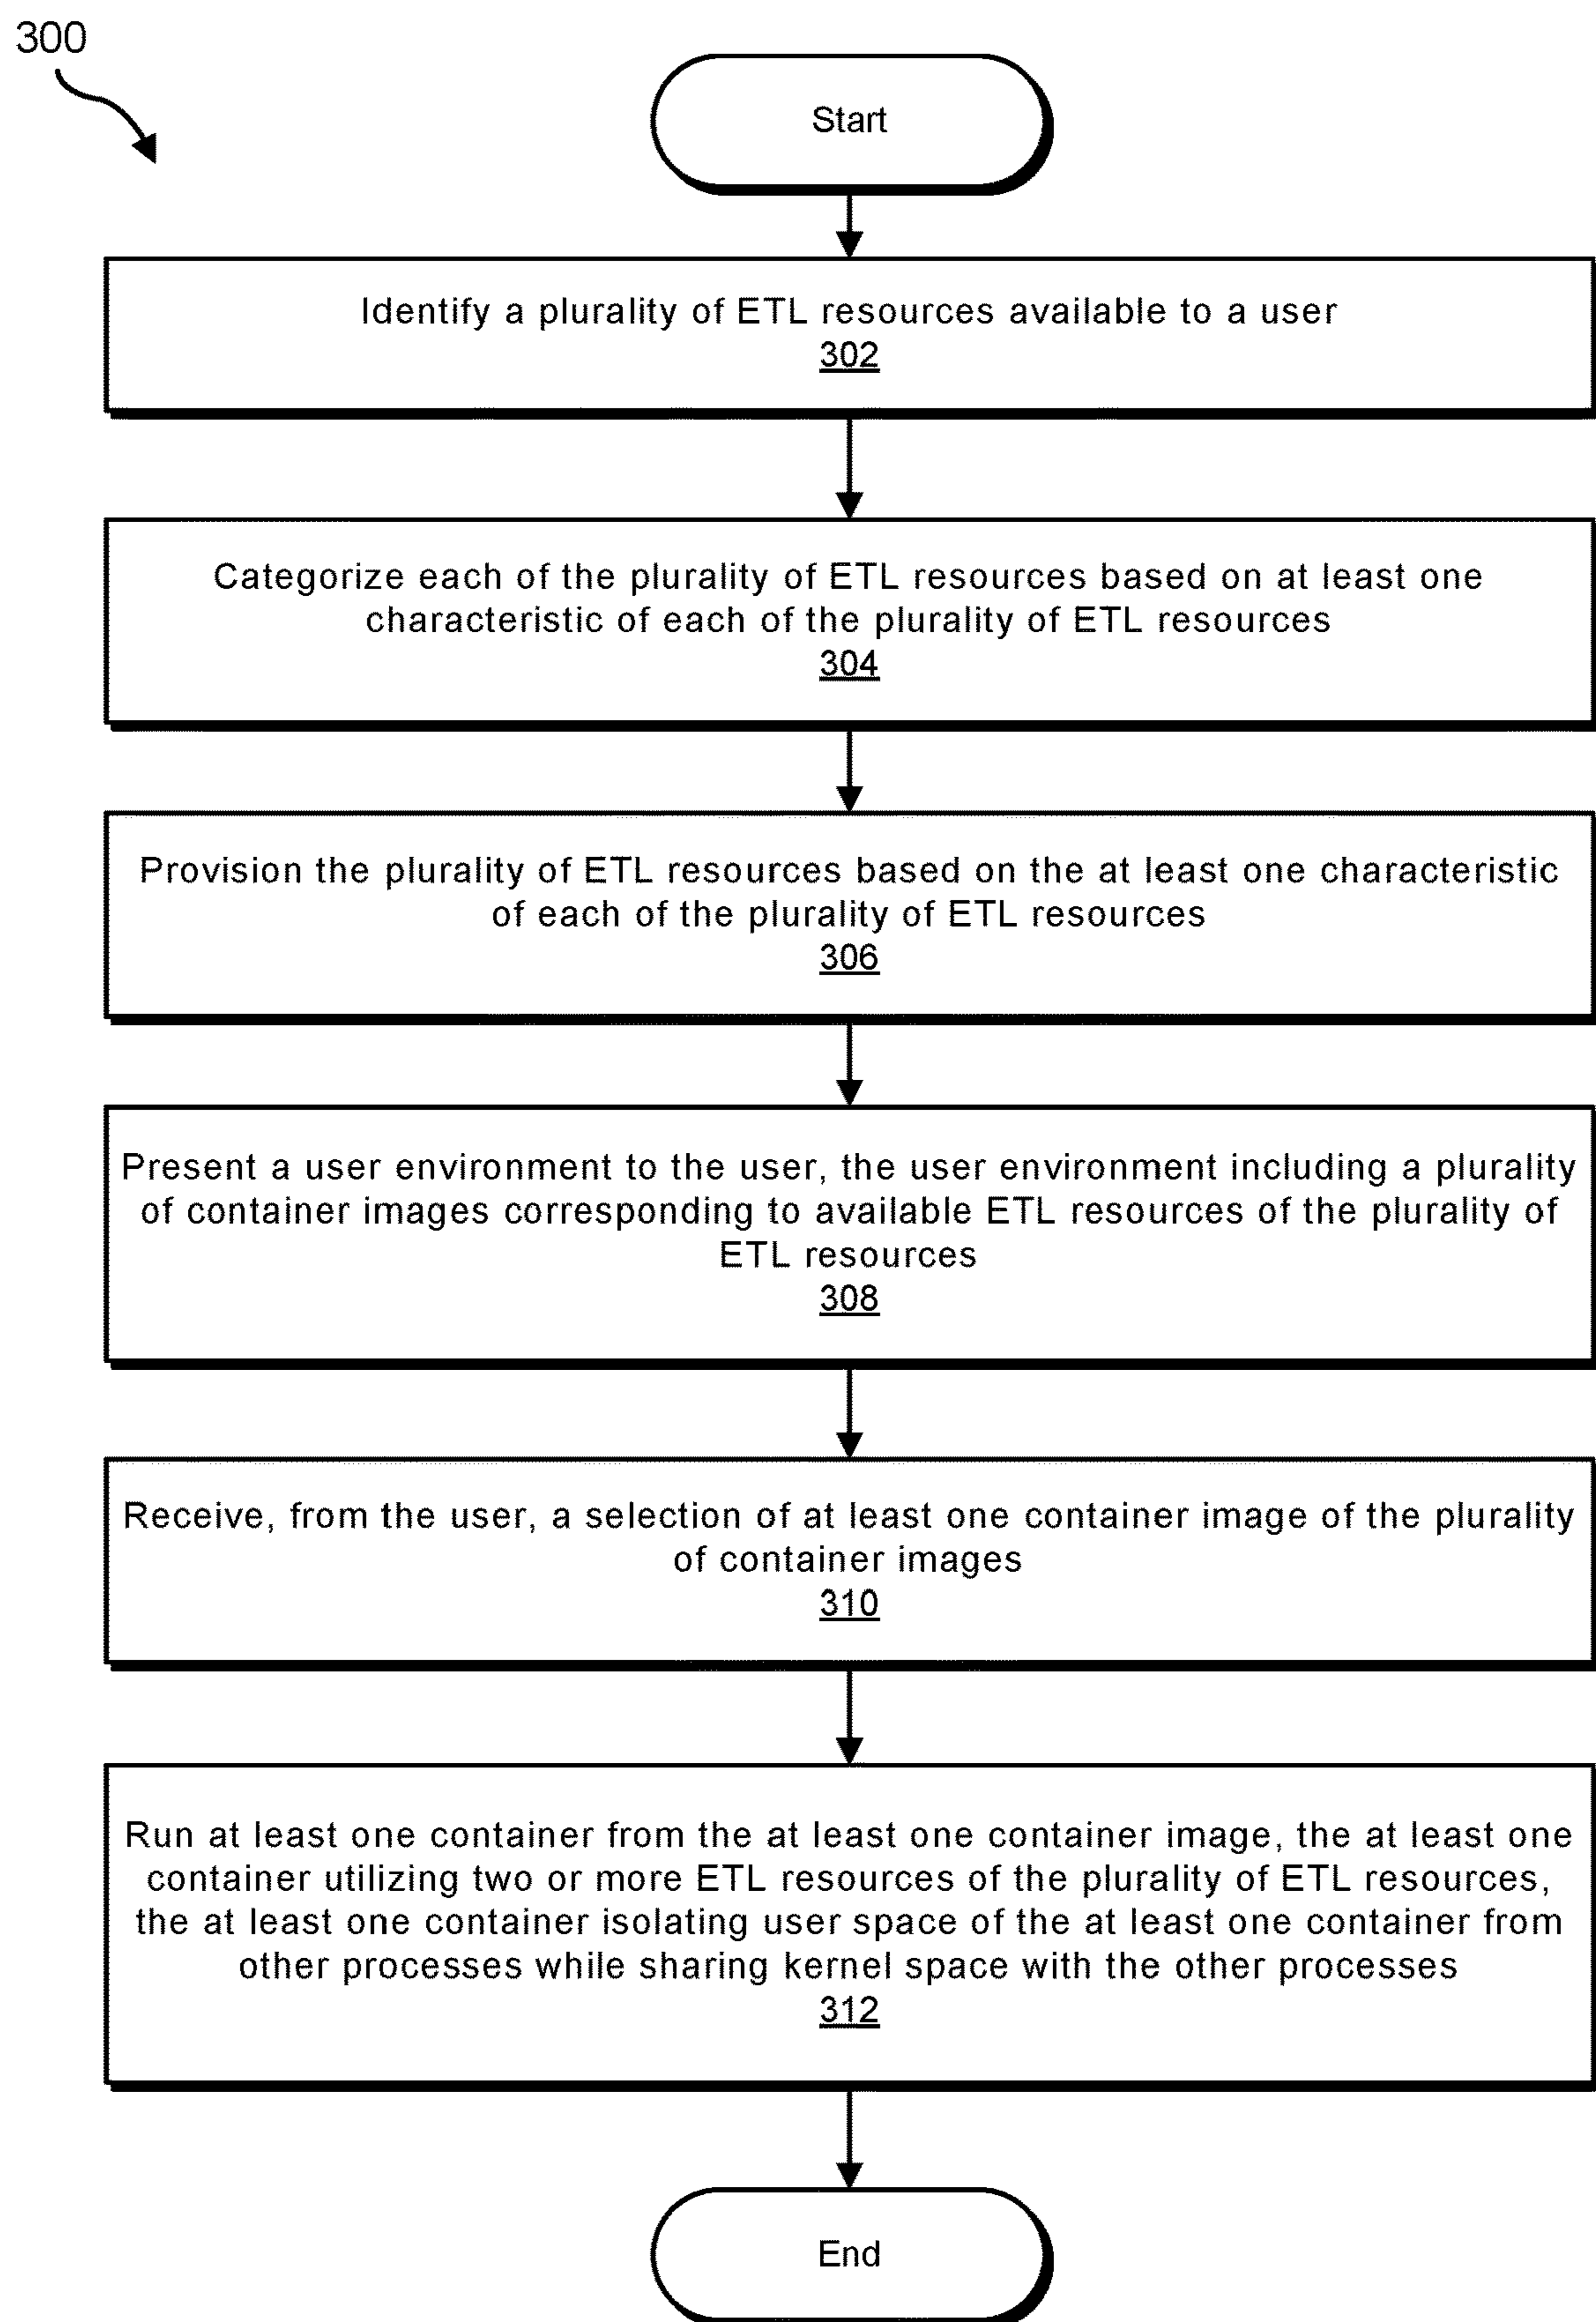 300
Start
Identify a plurality of ETL resources available to a user
302
Categorize each of the plurality of ETL resources based on at least one
characteristic of each of the plurality of ETL resources
304
Provision the plurality of ETL resources based on the at least one characteristic
of each of the plurality of ETL resources
306
Present a user environment to the user, the user environment including a plurality
of container images corresponding to available ETL resources of the plurality of
ETL resources
308
Receive, from the user, a selection of at least one container image of the plurality
of container images
310
Run at least one container from the at least one container image, the at least one
container utilizing two or more ETL resources of the plurality of ETL resources,
the at least one container isolating user space of the at least one container from
other processes while sharing kernel space with the other processes
312
End